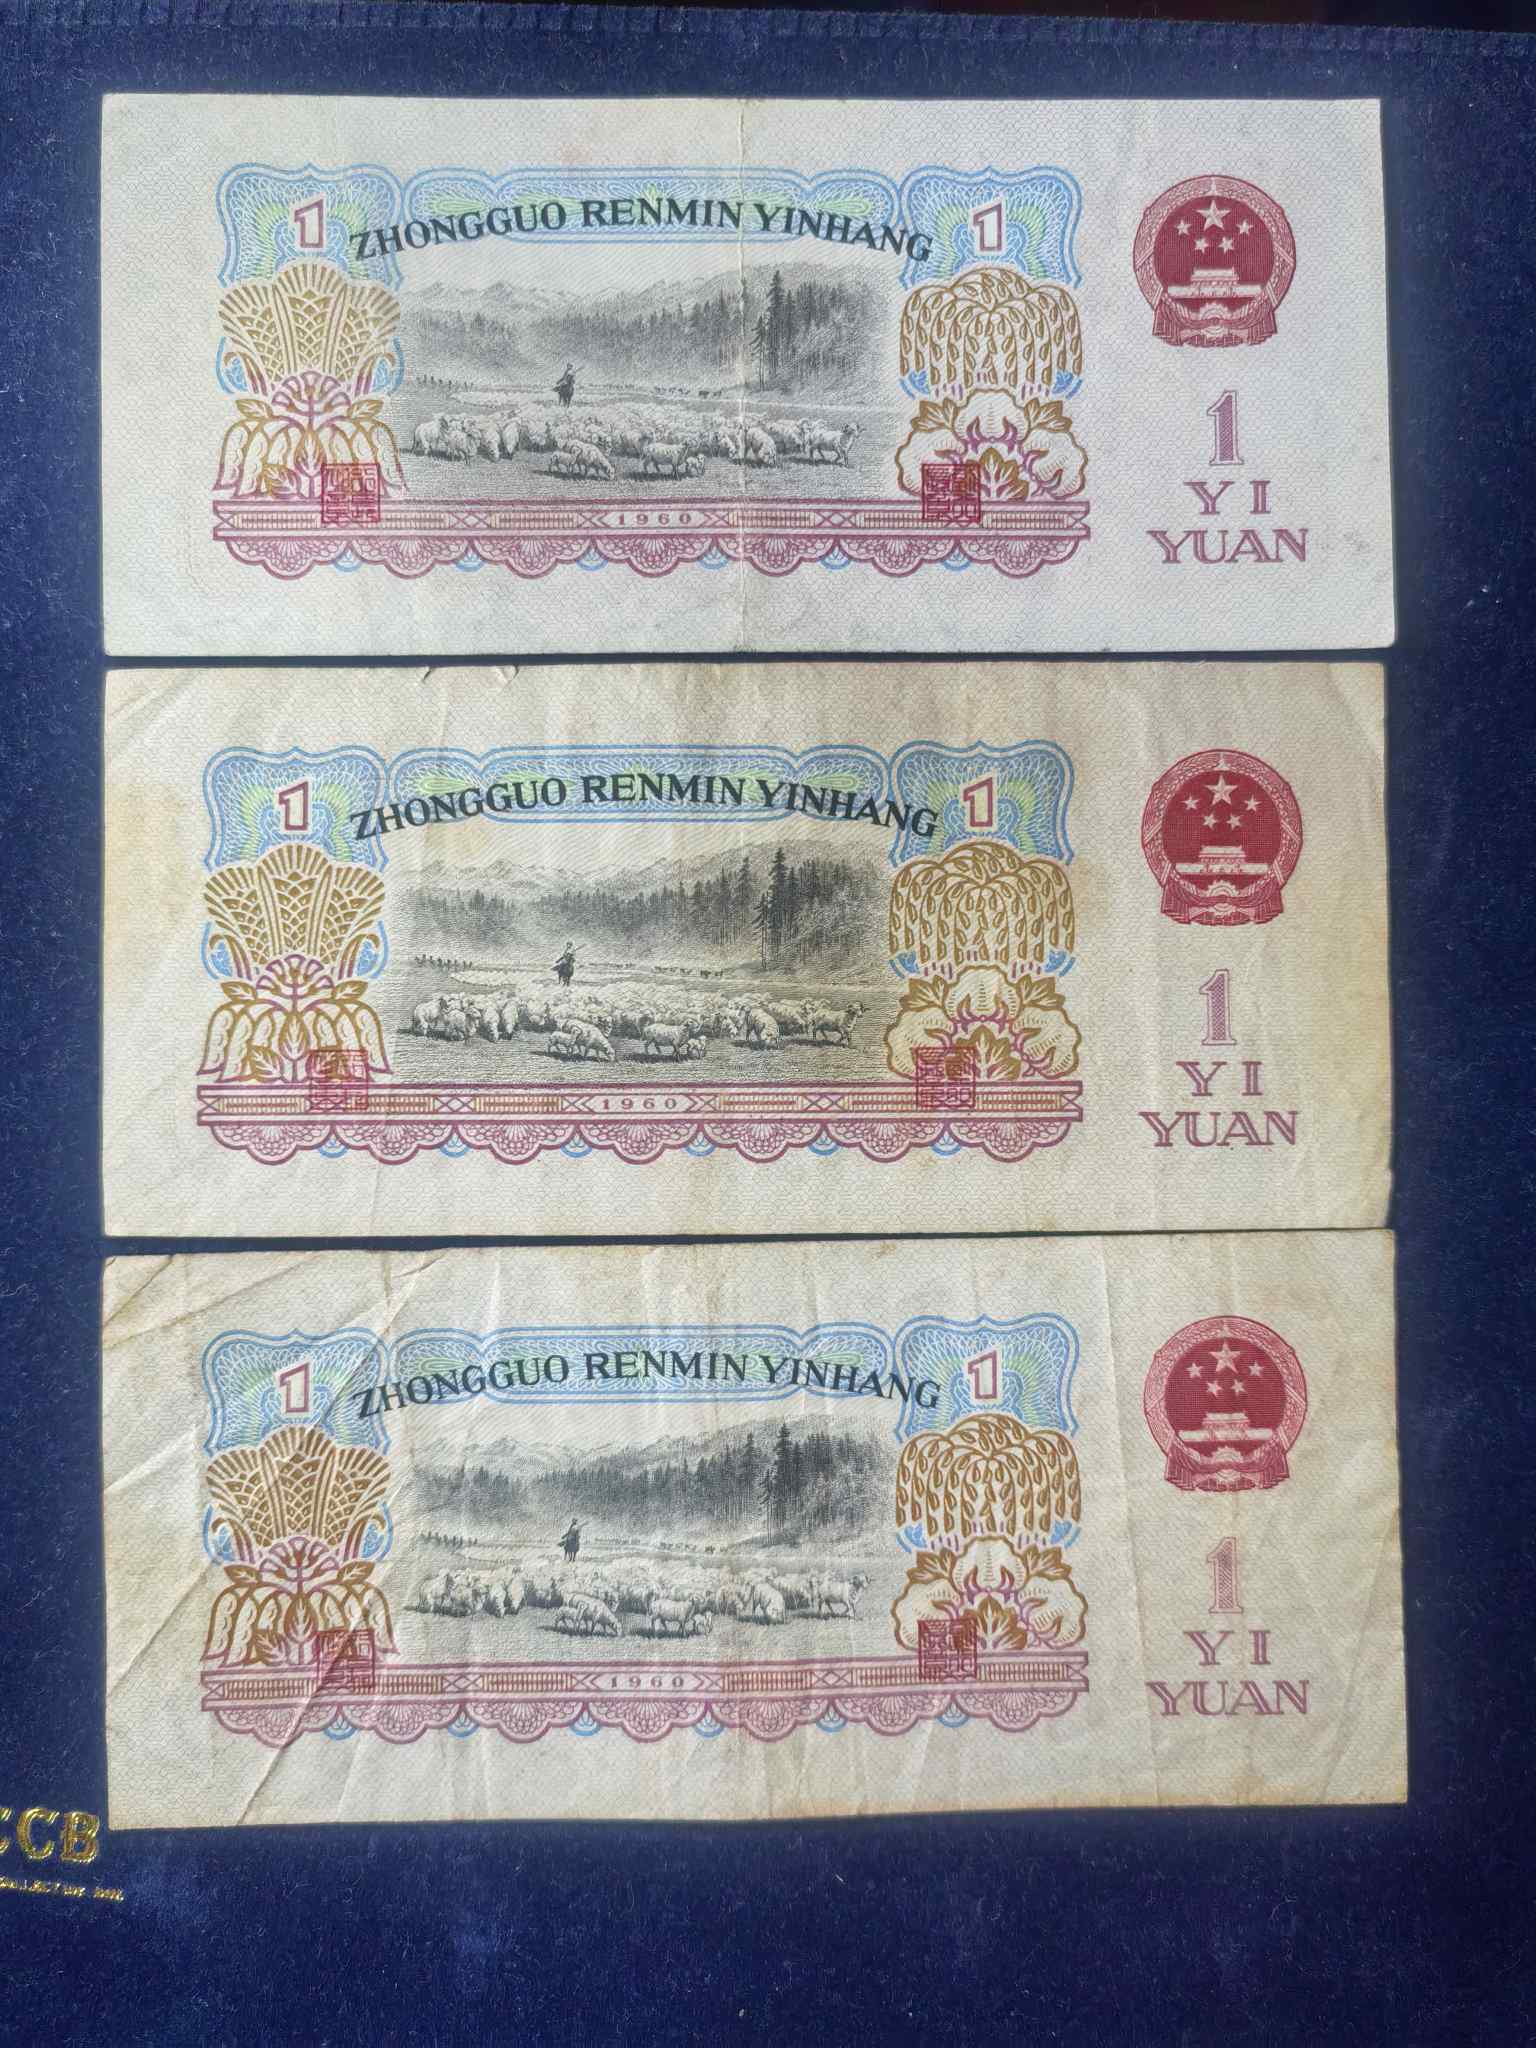 1
1
ZHONGGUO RENMIN YINHANG
1960
1
YI
YUAN
1
1
ZHONGGUO RENMIN YINHANG
1960
1
YI
YUAN
1
1
ZHONGGUO RENMIN YINHANG
1960
1
YI
YUAN
CCB